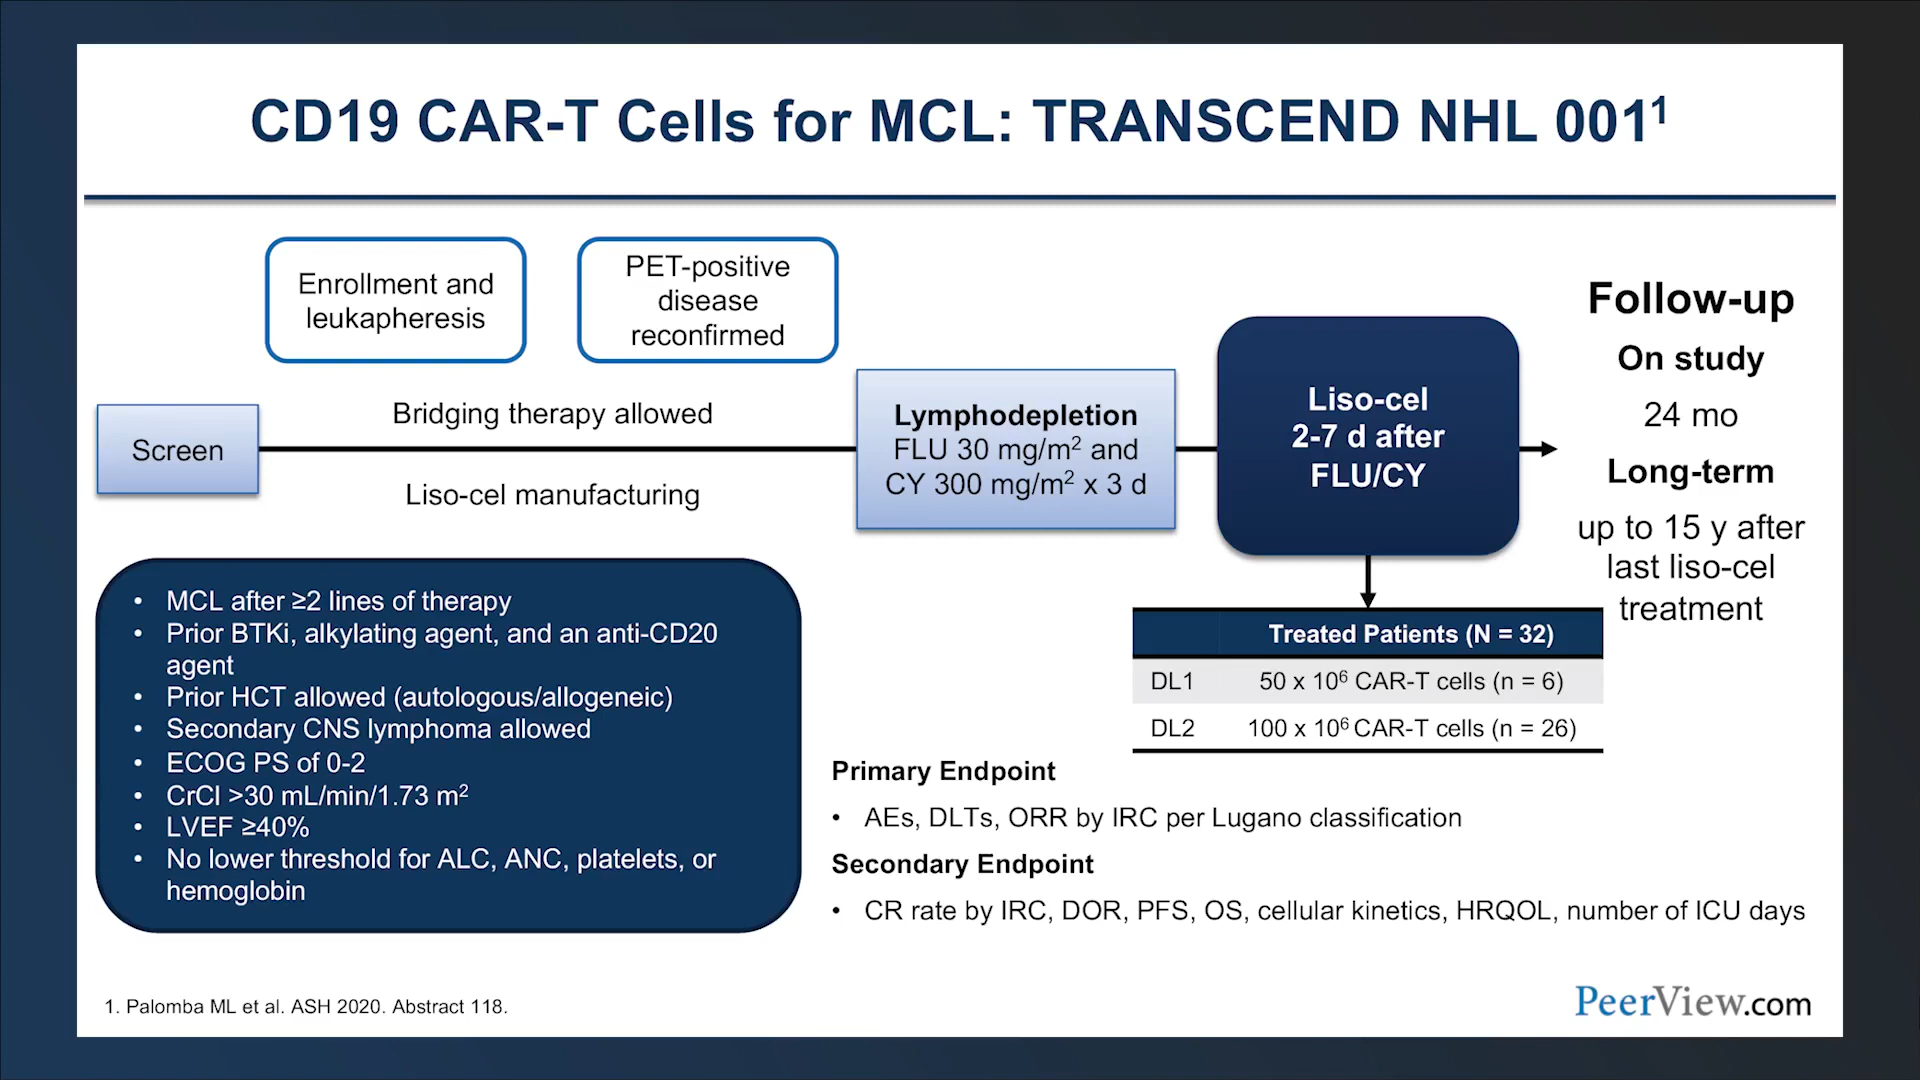 CD19 CAR-T Cells for MCL: TRANSCEND NHL 001¹
Enrollment and
leukapheresis
PET-positive
disease
reconfirmed
Screen
Bridging therapy allowed
Liso-cel manufacturing
Lymphodepletion
FLU 30 mg/m² and
CY 300 mg/m² x 3 d
Liso-cel
2-7 d after
FLU/CY
Follow-up
On study
24 mo
Long-term
up to 15 y after
last liso-cel
treatment
• MCL after ≥2 lines of therapy
• Prior BTKi, alkylating agent, and an anti-CD20
agent
• Prior HCT allowed (autologous/allogeneic)
• Secondary CNS lymphoma allowed
• ECOG PS of 0-2
• CrCl >30 mL/min/1.73 m²
• LVEF ≥40%
• No lower threshold for ALC, ANC, platelets, or
hemoglobin
Treated Patients (N = 32)
DL1 50 x 10⁶ CAR-T cells (n = 6)
DL2 100 x 10⁶ CAR-T cells (n = 26)
Primary Endpoint
• AEs, DLTs, ORR by IRC per Lugano classification
Secondary Endpoint
• CR rate by IRC, DOR, PFS, OS, cellular kinetics, HRQOL, number of ICU days
1. Palomba ML et al. ASH 2020. Abstract 118.
PeerView.com